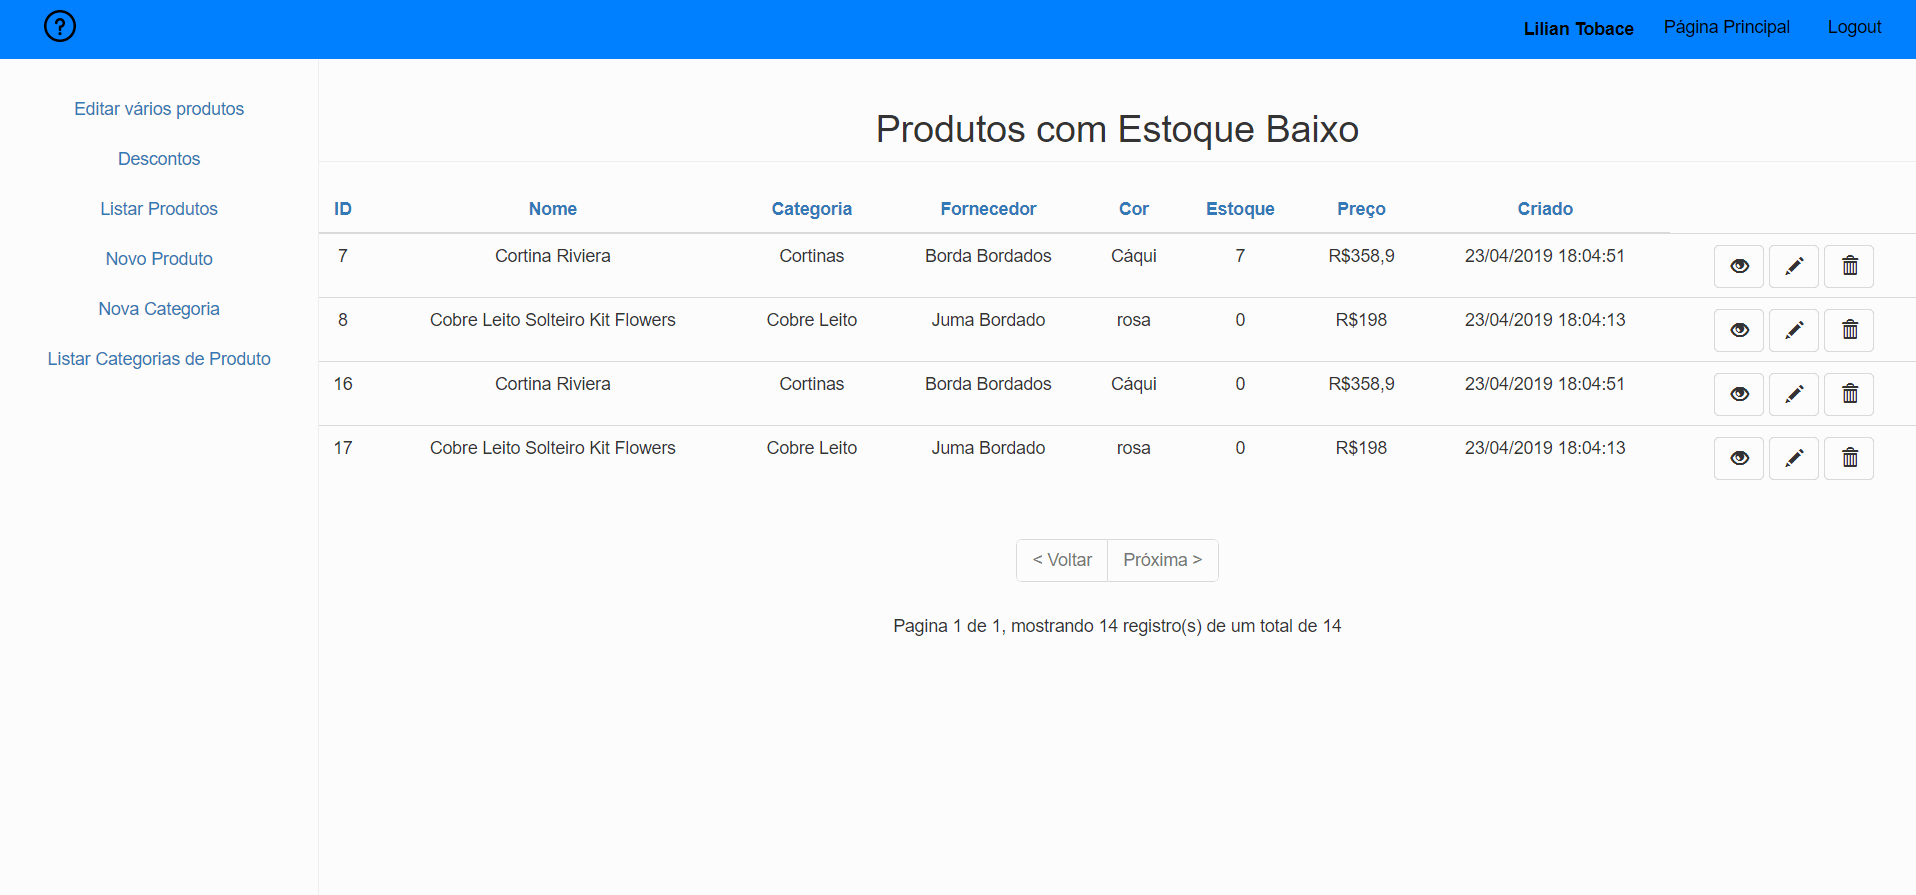 ?
Lilian Tobace Página Principal Logout
Editar vários produtos
Descontos
Listar Produtos
Novo Produto
Nova Categoria
Listar Categorias de Produto
Produtos com Estoque Baixo
ID Nome Categoria Fornecedor Cor Estoque Preço Criado
7 Cortina Riviera Cortinas Borda Bordados Cáqui 7 R$358,9 23/04/2019 18:04:51
8 Cobre Leito Solteiro Kit Flowers Cobre Leito Juma Bordado rosa 0 R$198 23/04/2019 18:04:13
16 Cortina Riviera Cortinas Borda Bordados Cáqui 0 R$358,9 23/04/2019 18:04:51
17 Cobre Leito Solteiro Kit Flowers Cobre Leito Juma Bordado rosa 0 R$198 23/04/2019 18:04:13
< Voltar Próxima >
Pagina 1 de 1, mostrando 14 registro(s) de um total de 14